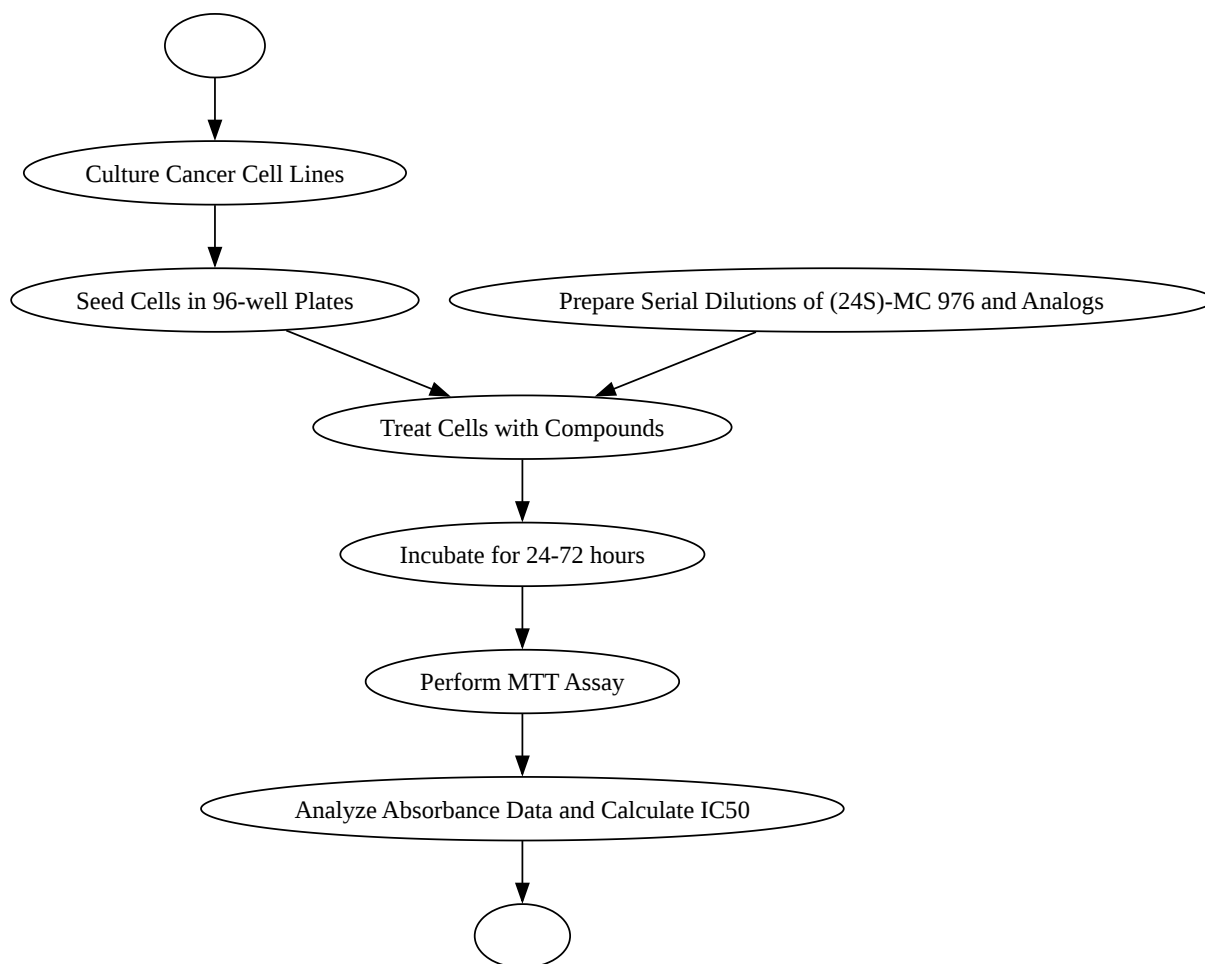 Culture Cancer Cell Lines
Seed Cells in 96-well Plates
Prepare Serial Dilutions of (24S)-MC 976 and Analogs
Treat Cells with Compounds
Incubate for 24-72 hours
Perform MTT Assay
Analyze Absorbance Data and Calculate IC50